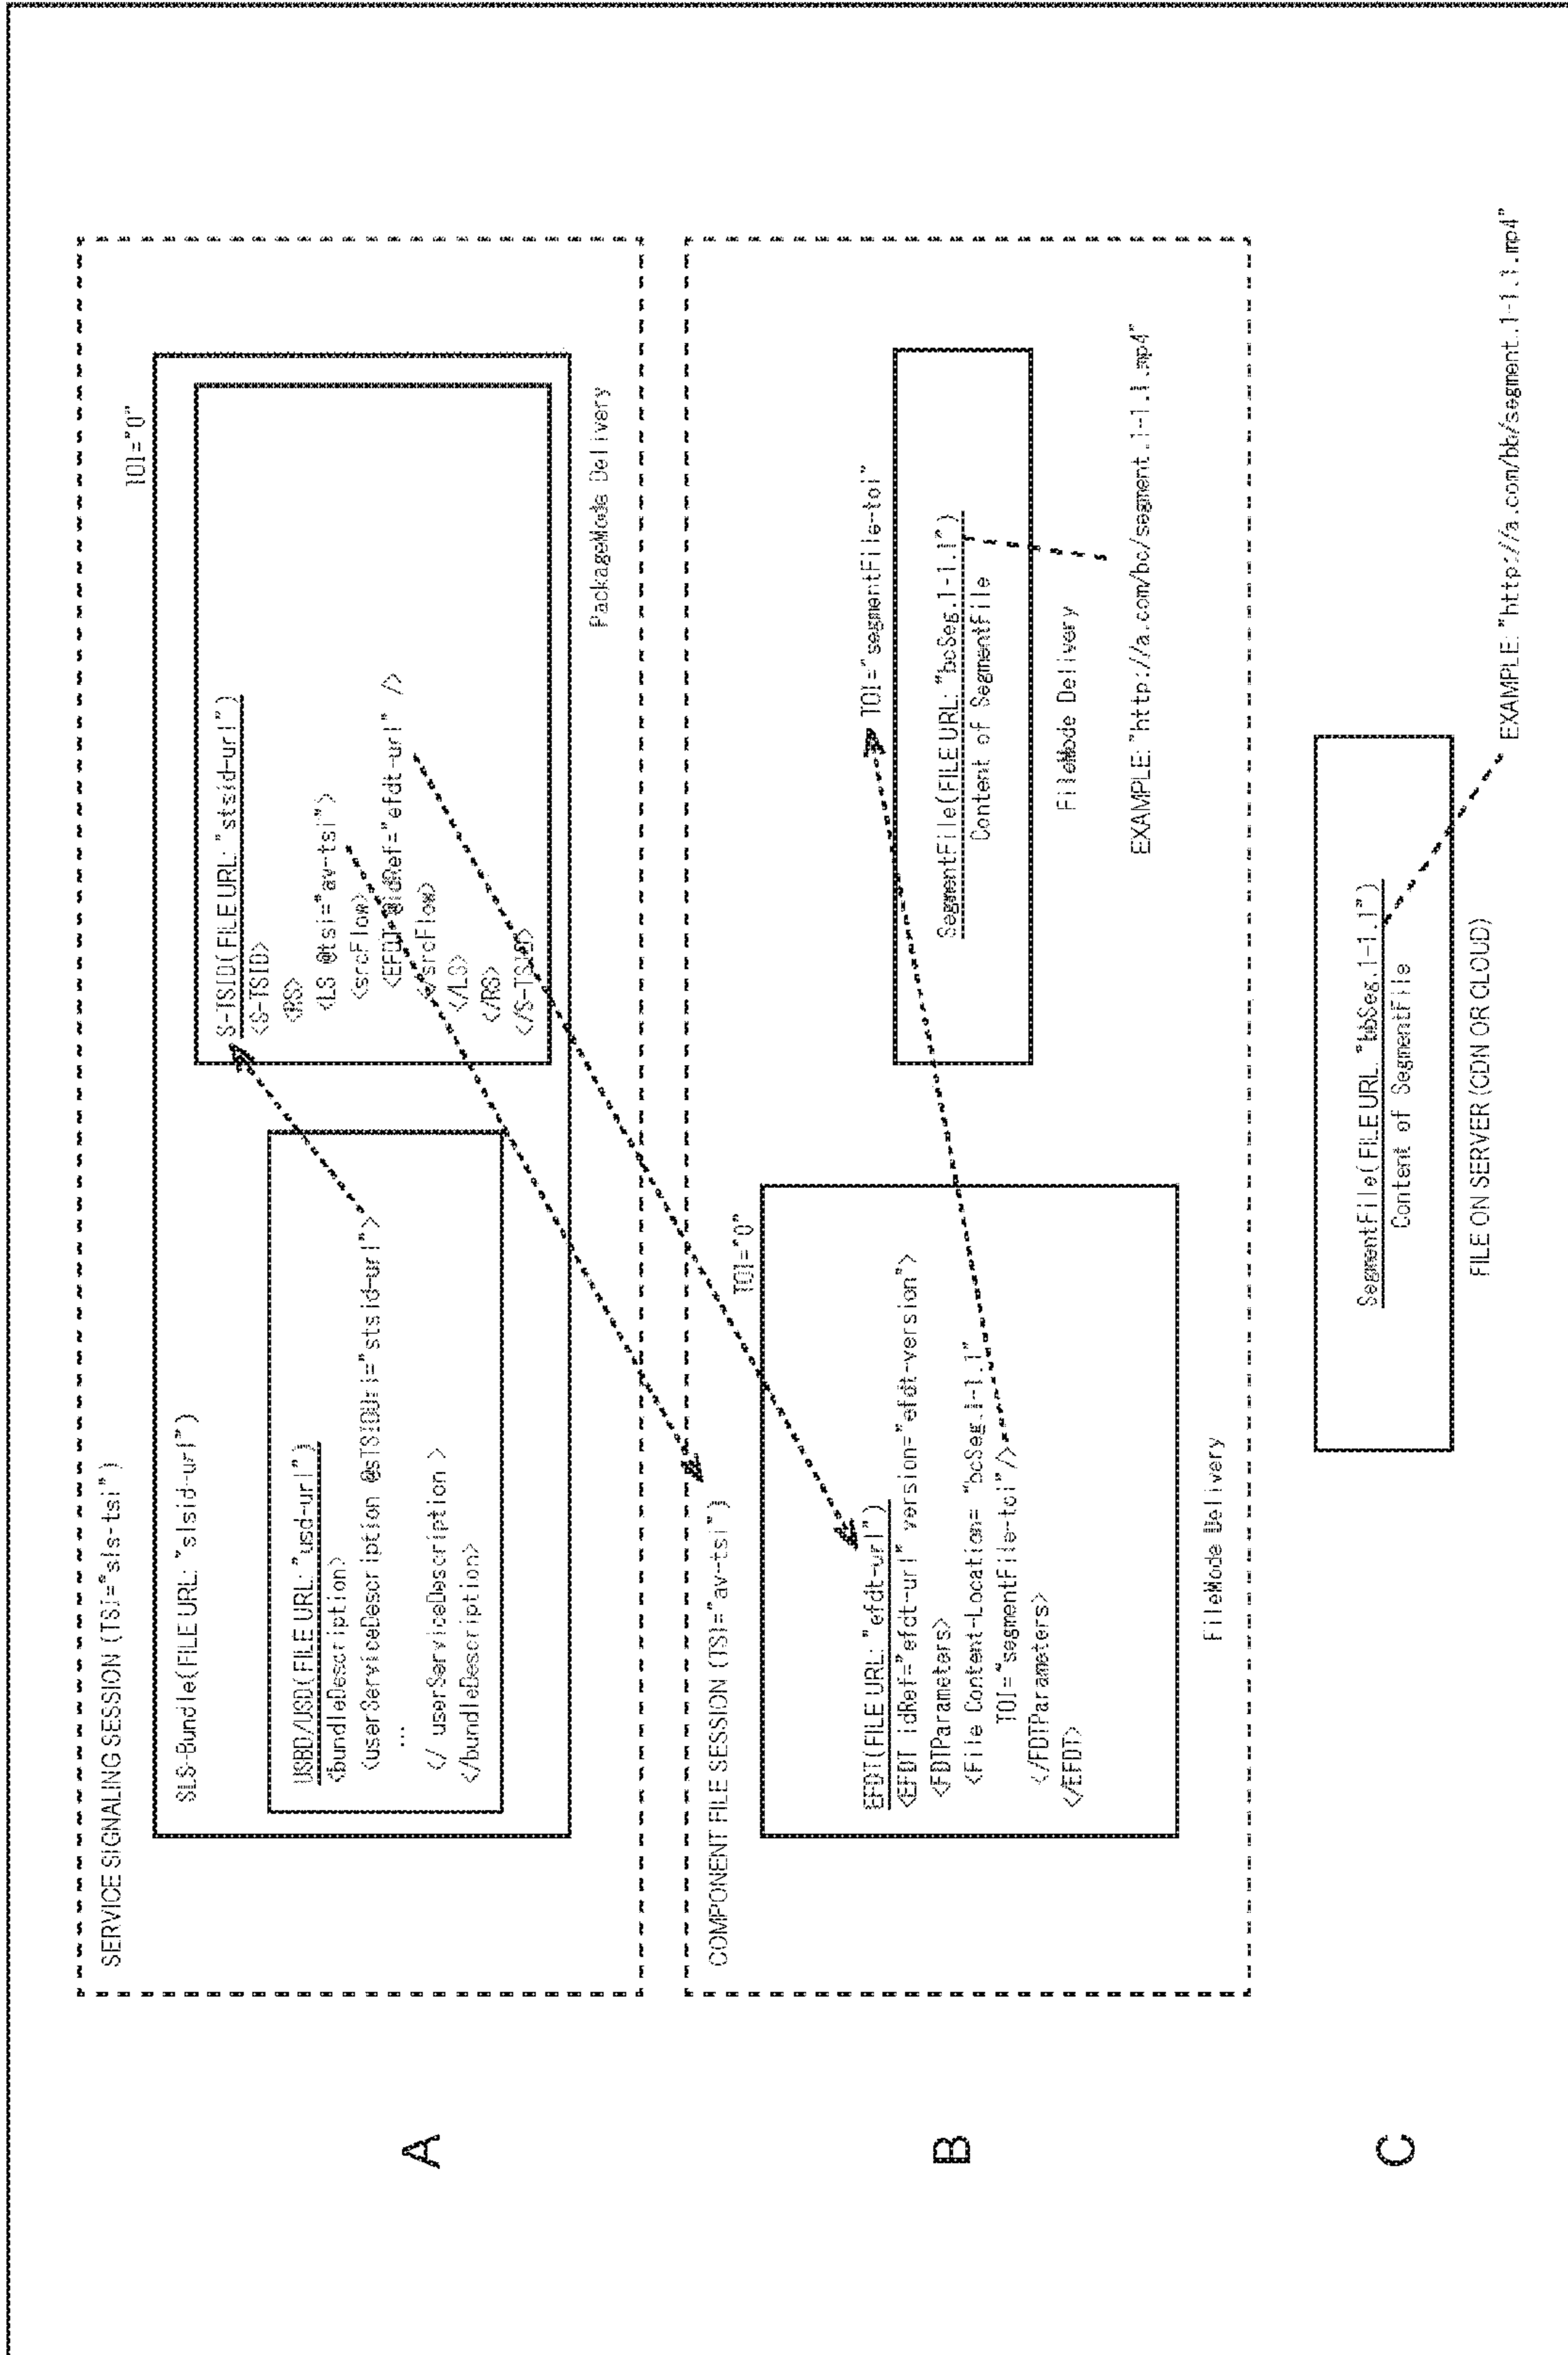 A
SERVICE SIGNALING SESSION (TSI="sls-tsi")
SLS-Bundle(FILE URL: "slsid-url")
TOI="0"
USBD/USD(FILE URL: "usd-url")
<bundleDescription>
<userServiceDescription @sTSIDUri="stsid-url">
...
</ userServiceDescription >
</bundleDescription>
S-TSID(FILE URL: "stsid-url")
<S-TSID>
<RS>
<LS @tsi="av-tsi">
<srcFlow>
<EFDT @idRef="efdt-url" />
</srcFlow>
</LS>
</RS>
</S-TSID>
PackageMode Delivery
B
COMPONENT FILE SESSION (TSI="av-tsi")
TOI="0"
EFDT(FILE URL: "efdt-url")
<EFDT idRef="efdt-url" version="efdt-version">
<FDTParameters>
<File Content-Location= "bcSeg.1-1.1"
TOI="segmentFile-toi"/>
</FDTParameters>
</EFDT>
FileMode Delivery
TOI="segmentFile-toi"
SegmentFile(FILE URL: "bcSeg.1-1.1")
Content of SegmentFile
FileMode Delivery
EXAMPLE: "http://a.com/bc/segment.1-1.1.mp4"
C
SegmentFile(FILE URL: "bbSeg.1-1.1")
Content of SegmentFile
FILE ON SERVER (CDN OR CLOUD)
EXAMPLE: "http://a.com/bb/segment.1-1.1.mp4"